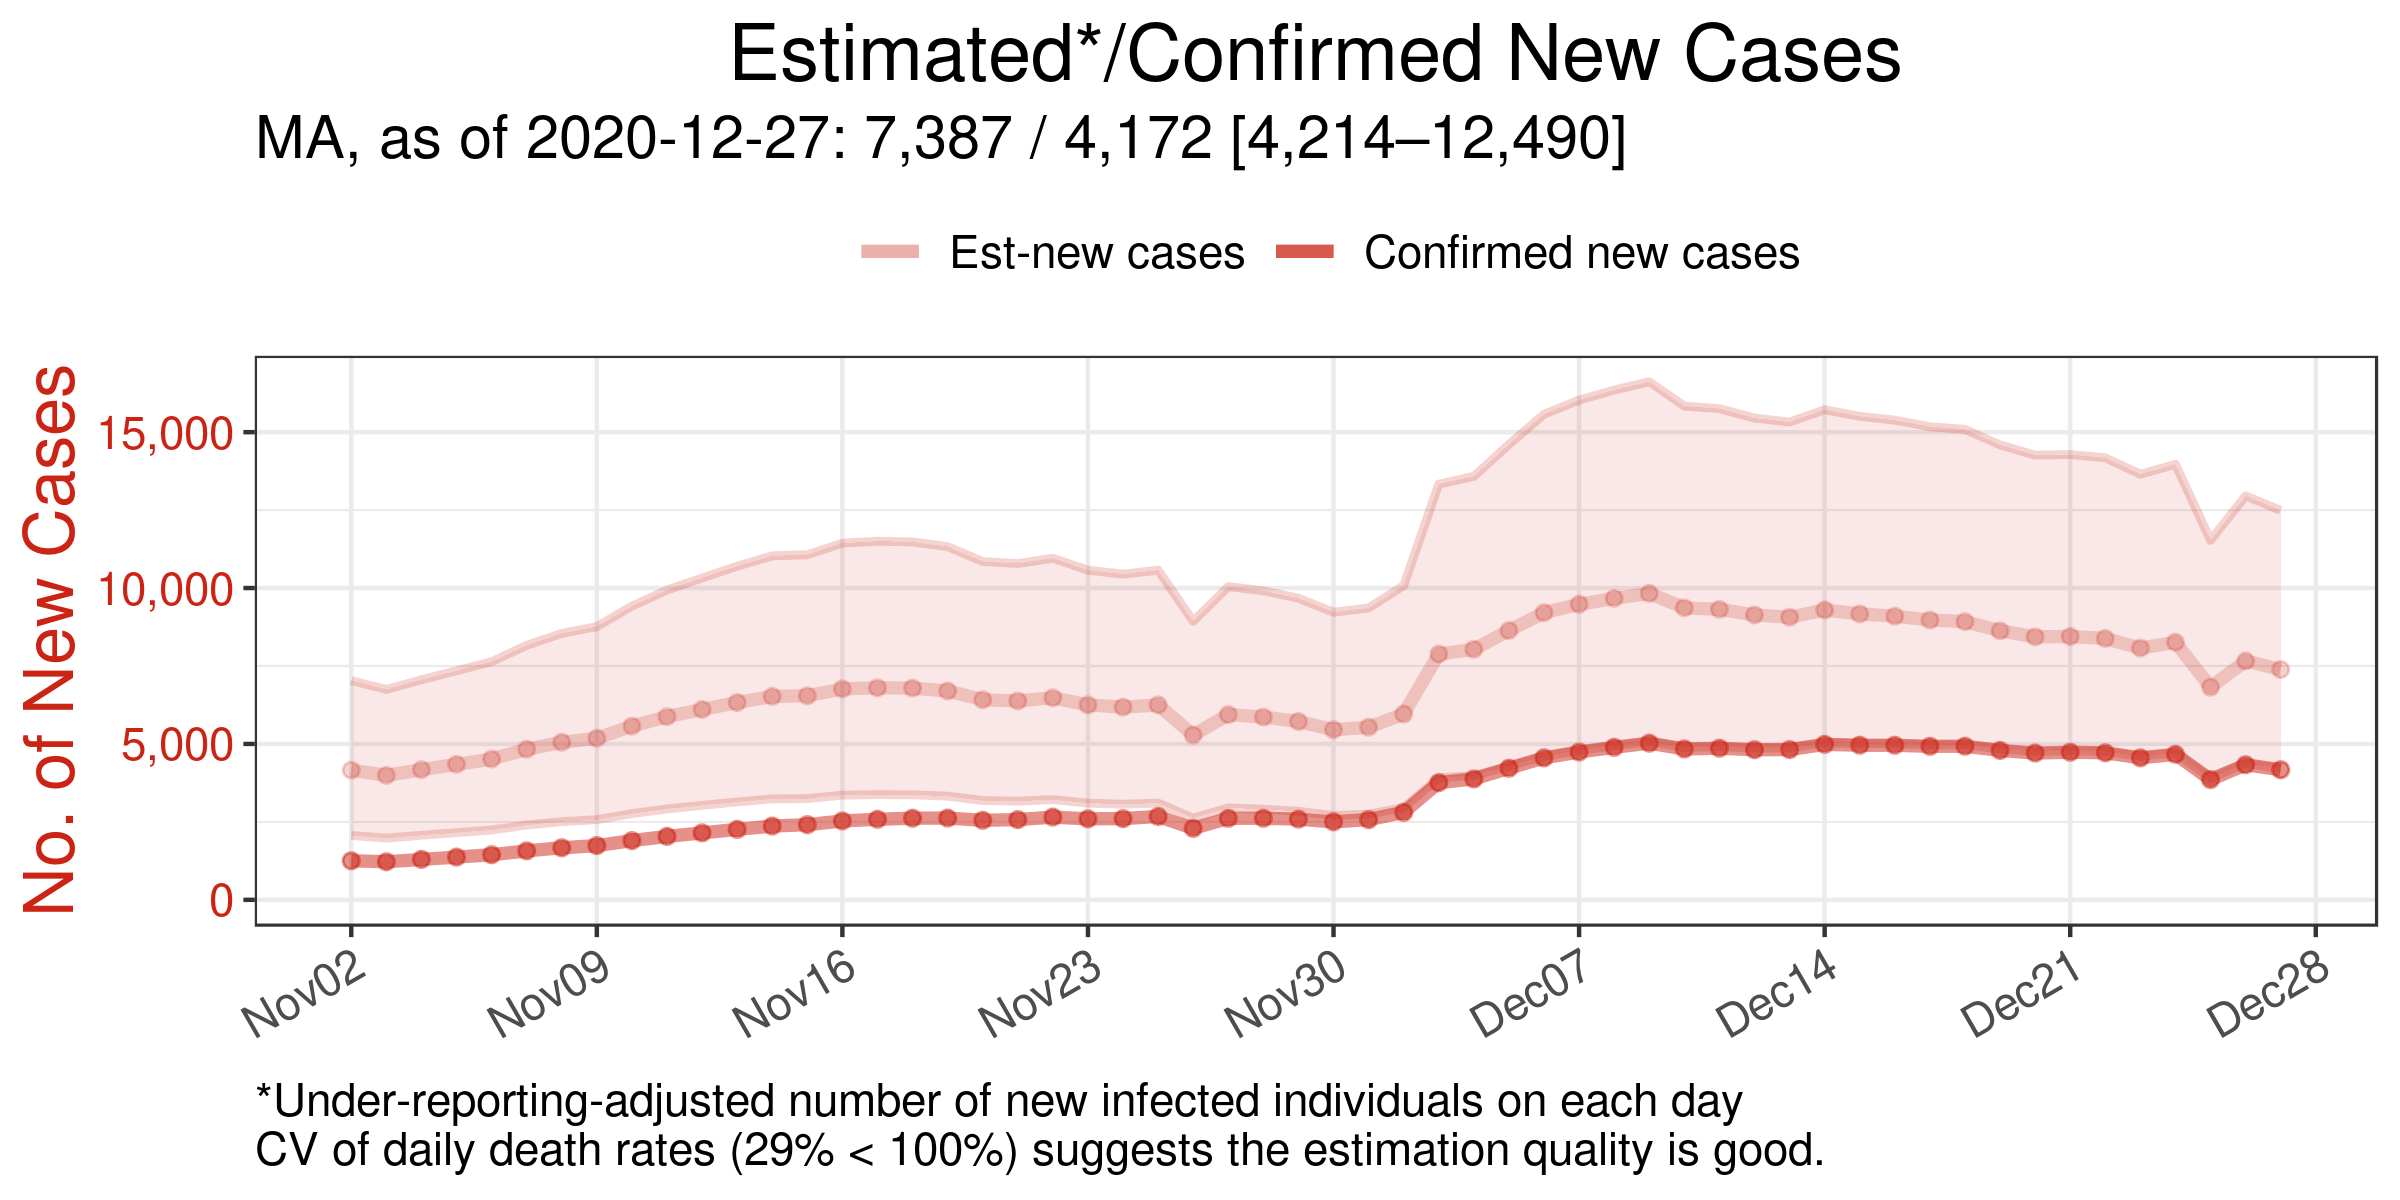 Estimated*/Confirmed New Cases
MA, as of 2020-12-27: 7,387 / 4,172 [4,214–12,490]
Est-new cases
Confirmed new cases
No. of New Cases
15,000
10,000
5,000
0
Nov02
Nov09
Nov16
Nov23
Nov30
Dec07
Dec14
Dec21
Dec28
*Under-reporting-adjusted number of new infected individuals on each day
CV of daily death rates (29% < 100%) suggests the estimation quality is good.